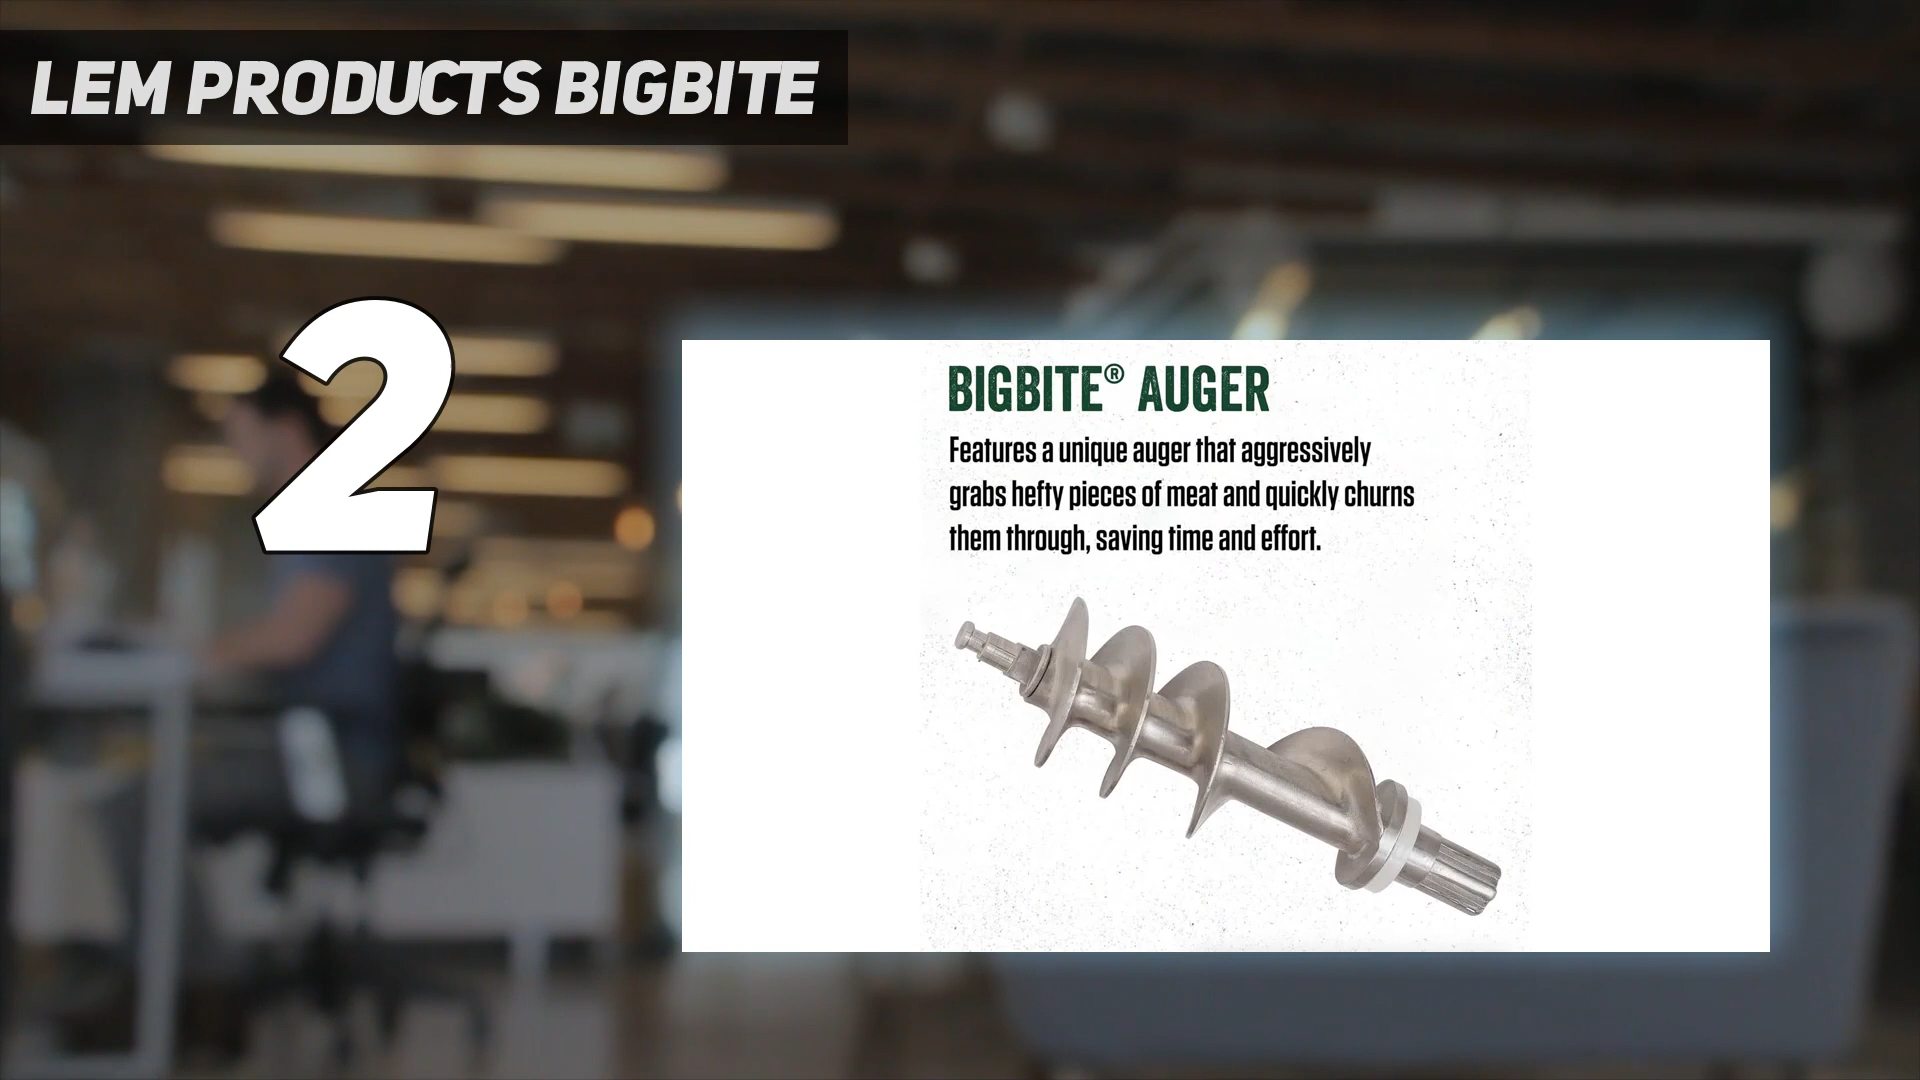 LEM PRODUCTS BIGBITE
2
BIGBITE® AUGER
Features a unique auger that aggressively
grabs hefty pieces of meat and quickly churns
them through, saving time and effort.